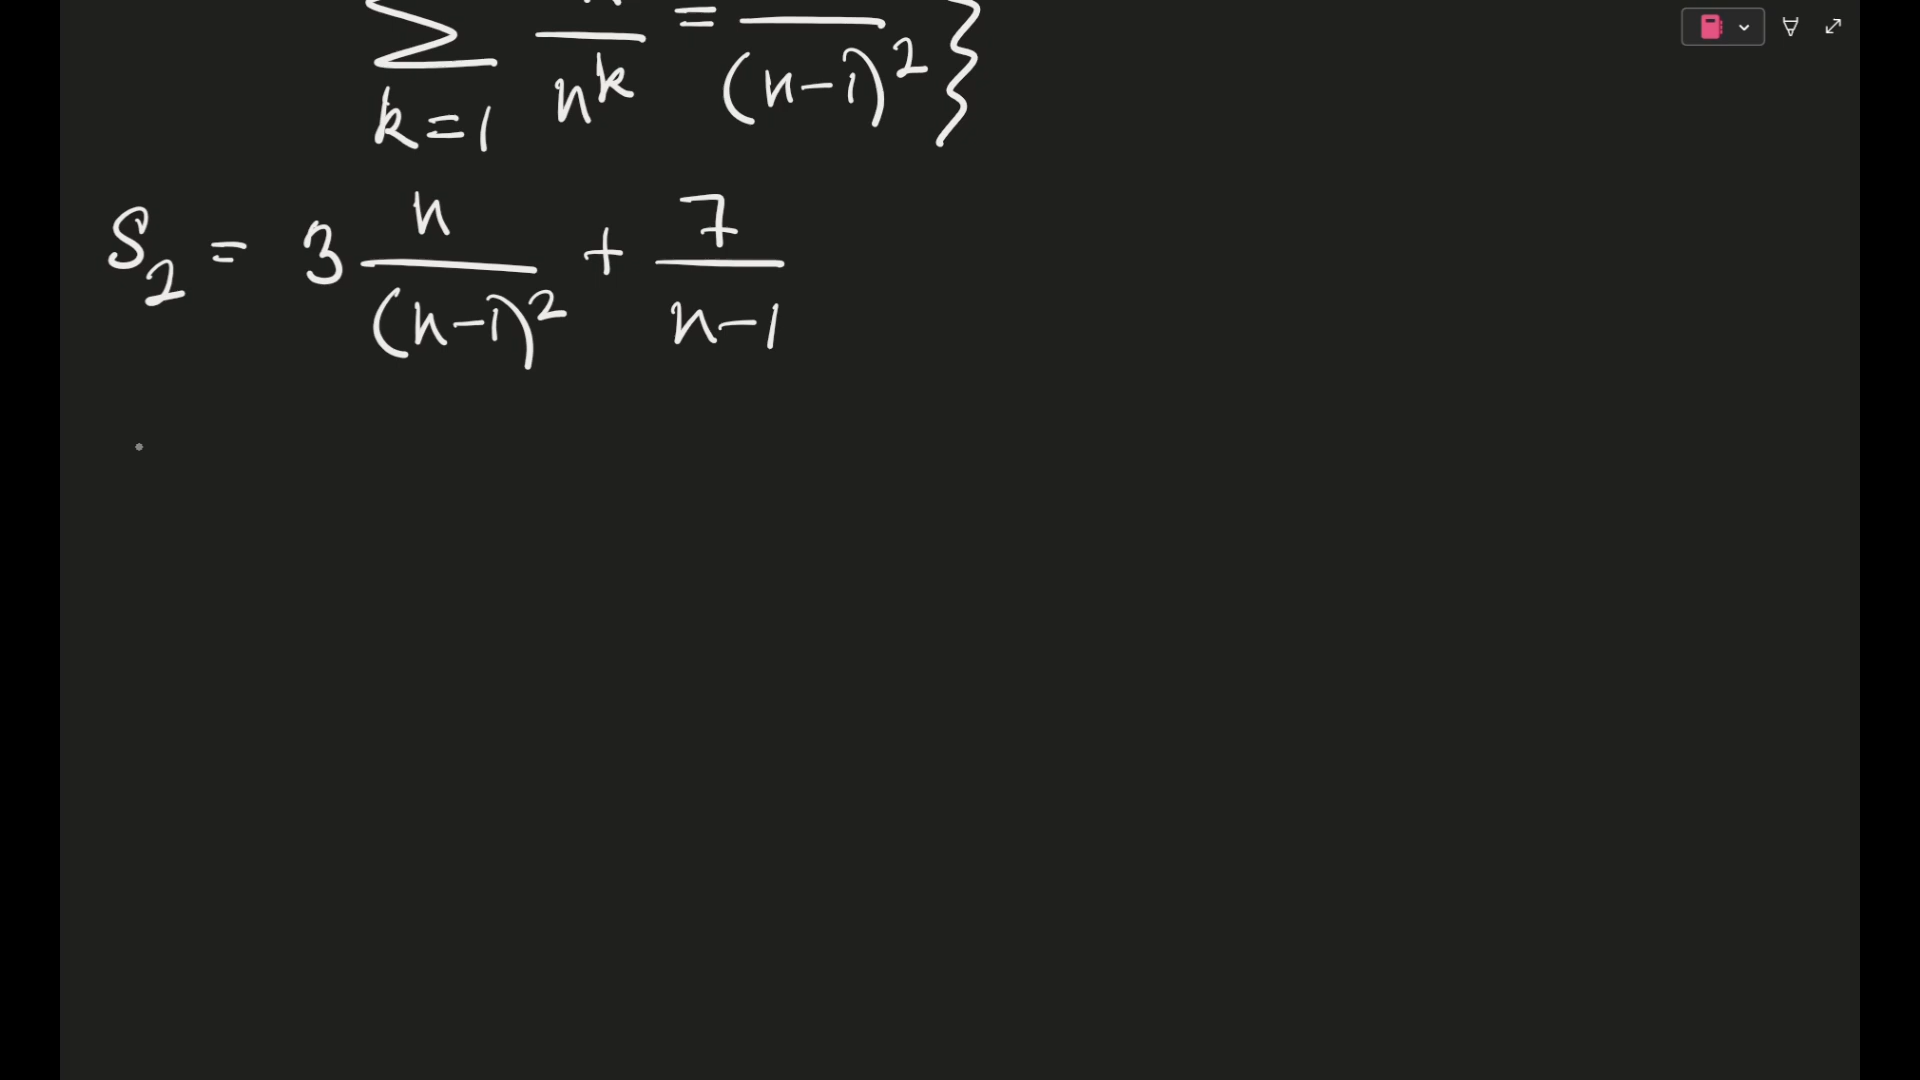 ∑_{k=1} k/n^k = /(n-1)^2 }
S_2 = 3 n/(n-1)^2 + 7/(n-1)